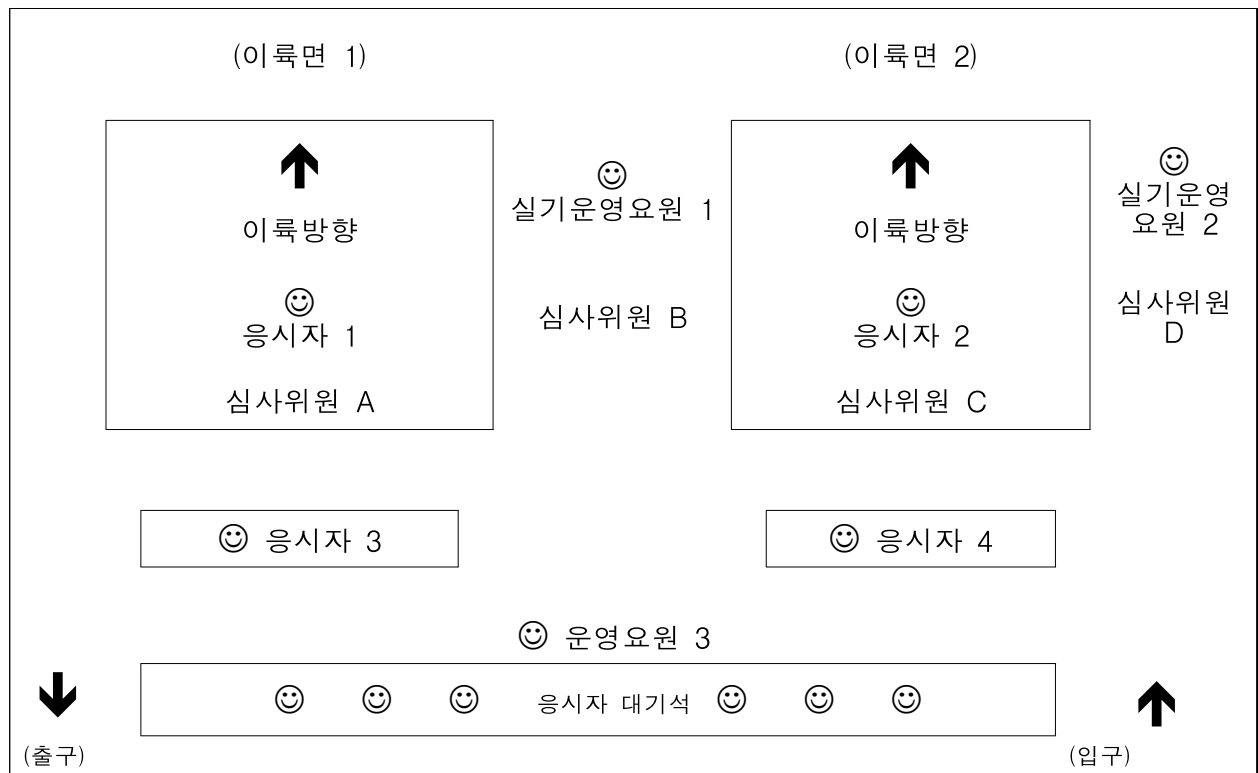 (이륙면 1)
(이륙면 2)
이륙방향
응시자 1
심사위원 A
실기운영요원 1
심사위원 B
이륙방향
응시자 2
심사위원 C
실기운영
요원 2
심사위원
D
응시자 3
응시자 4
운영요원 3
응시자 대기석
(출구)
(입구)